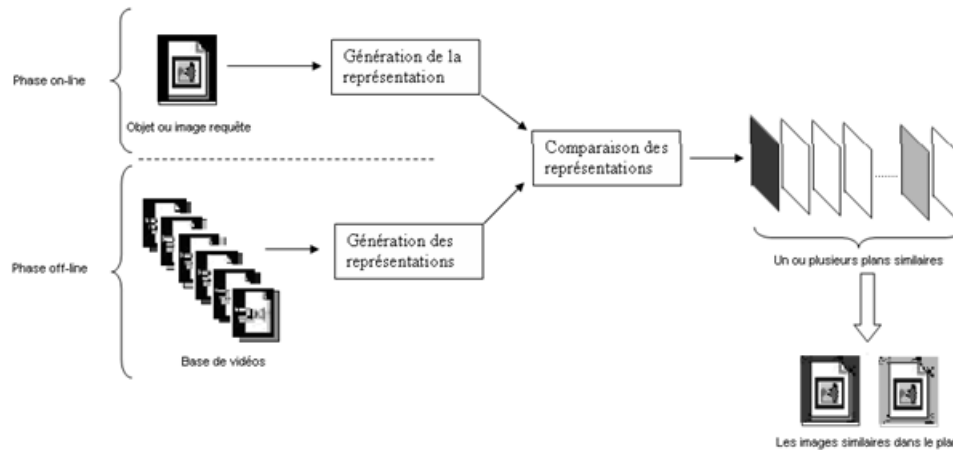 Phase on-line
Objet ou image requête
Génération de la
représentation
Comparaison des
représentations
Phase off-line
Base de vidéos
Génération des
représentations
Un ou plusieurs plans similaires
Les images similaires dans le plan